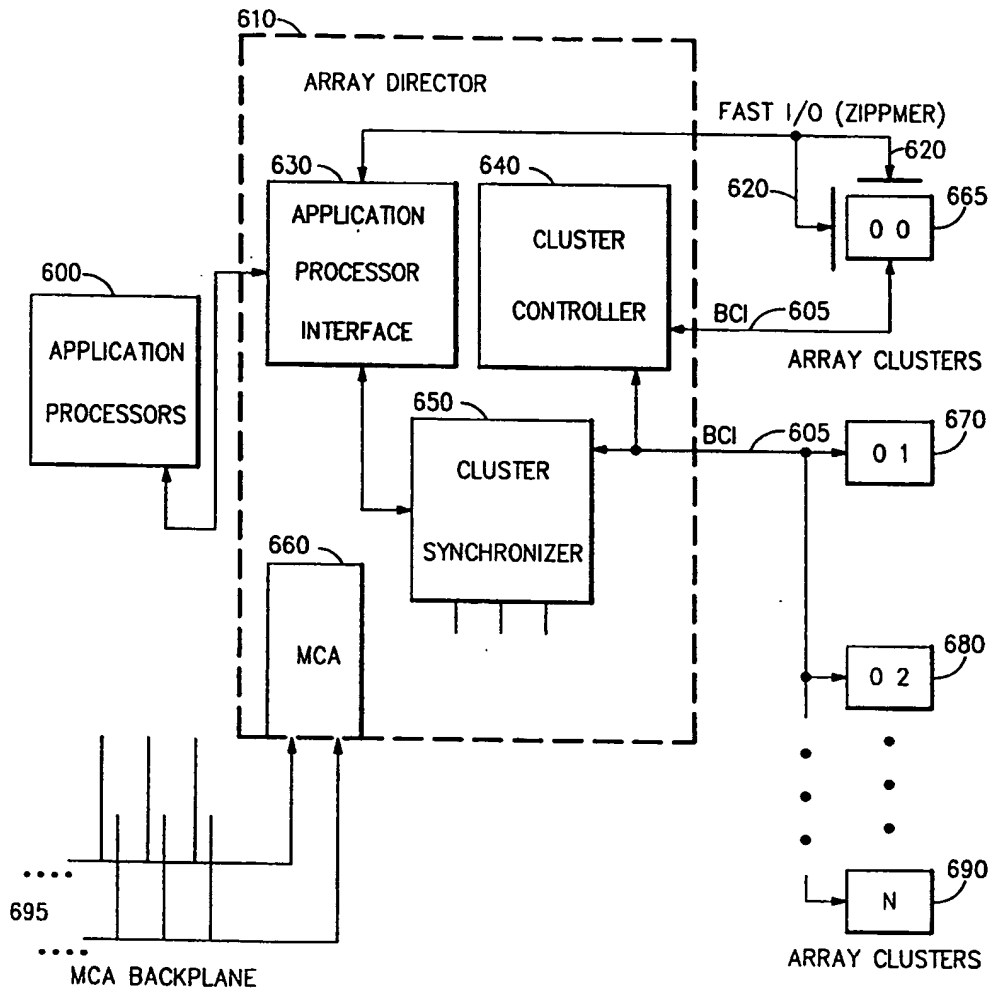 610
ARRAY DIRECTOR
FAST I/O (ZIPPMER)
620
630
640
620
665
APPLICATION
PROCESSOR
INTERFACE
CLUSTER
CONTROLLER
0 0
600
APPLICATION
PROCESSORS
BCI
605
ARRAY CLUSTERS
650
BCI
605
670
CLUSTER
SYNCHRONIZER
0 1
660
MCA
680
0 2
690
N
695
MCA BACKPLANE
ARRAY CLUSTERS